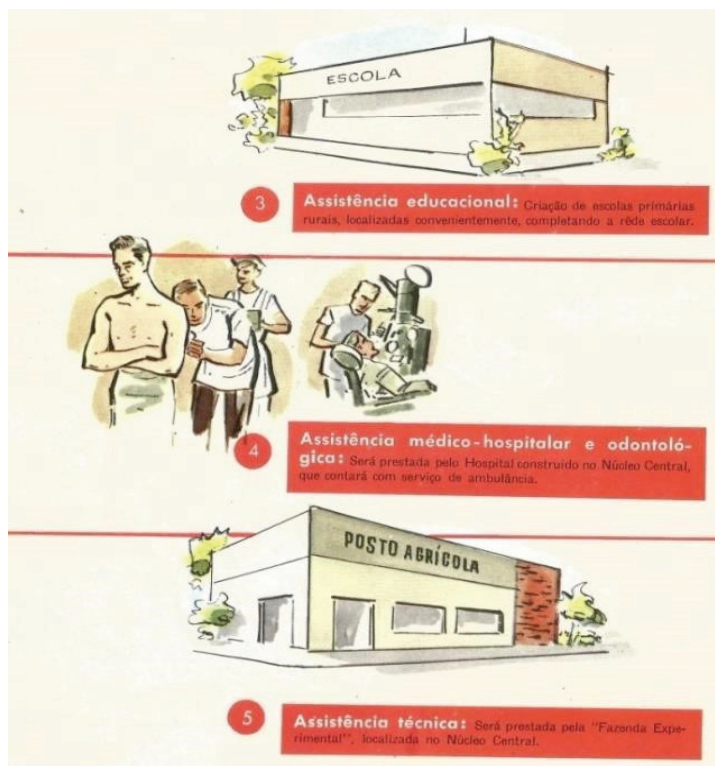 ESCOLA
3
Assistência educacional: Criação de escolas primárias
rurais, localizadas convenientemente, completando a rêde escolar.
4
Assistência médico-hospitalar e odontoló-
gica: Será prestada pelo Hospital construído no Núcleo Central,
que contará com serviço de ambulância.
POSTO AGRÍCOLA
5
Assistência técnica: Será prestada pela "Fazenda Expe-
rimental", localizada no Núcleo Central.